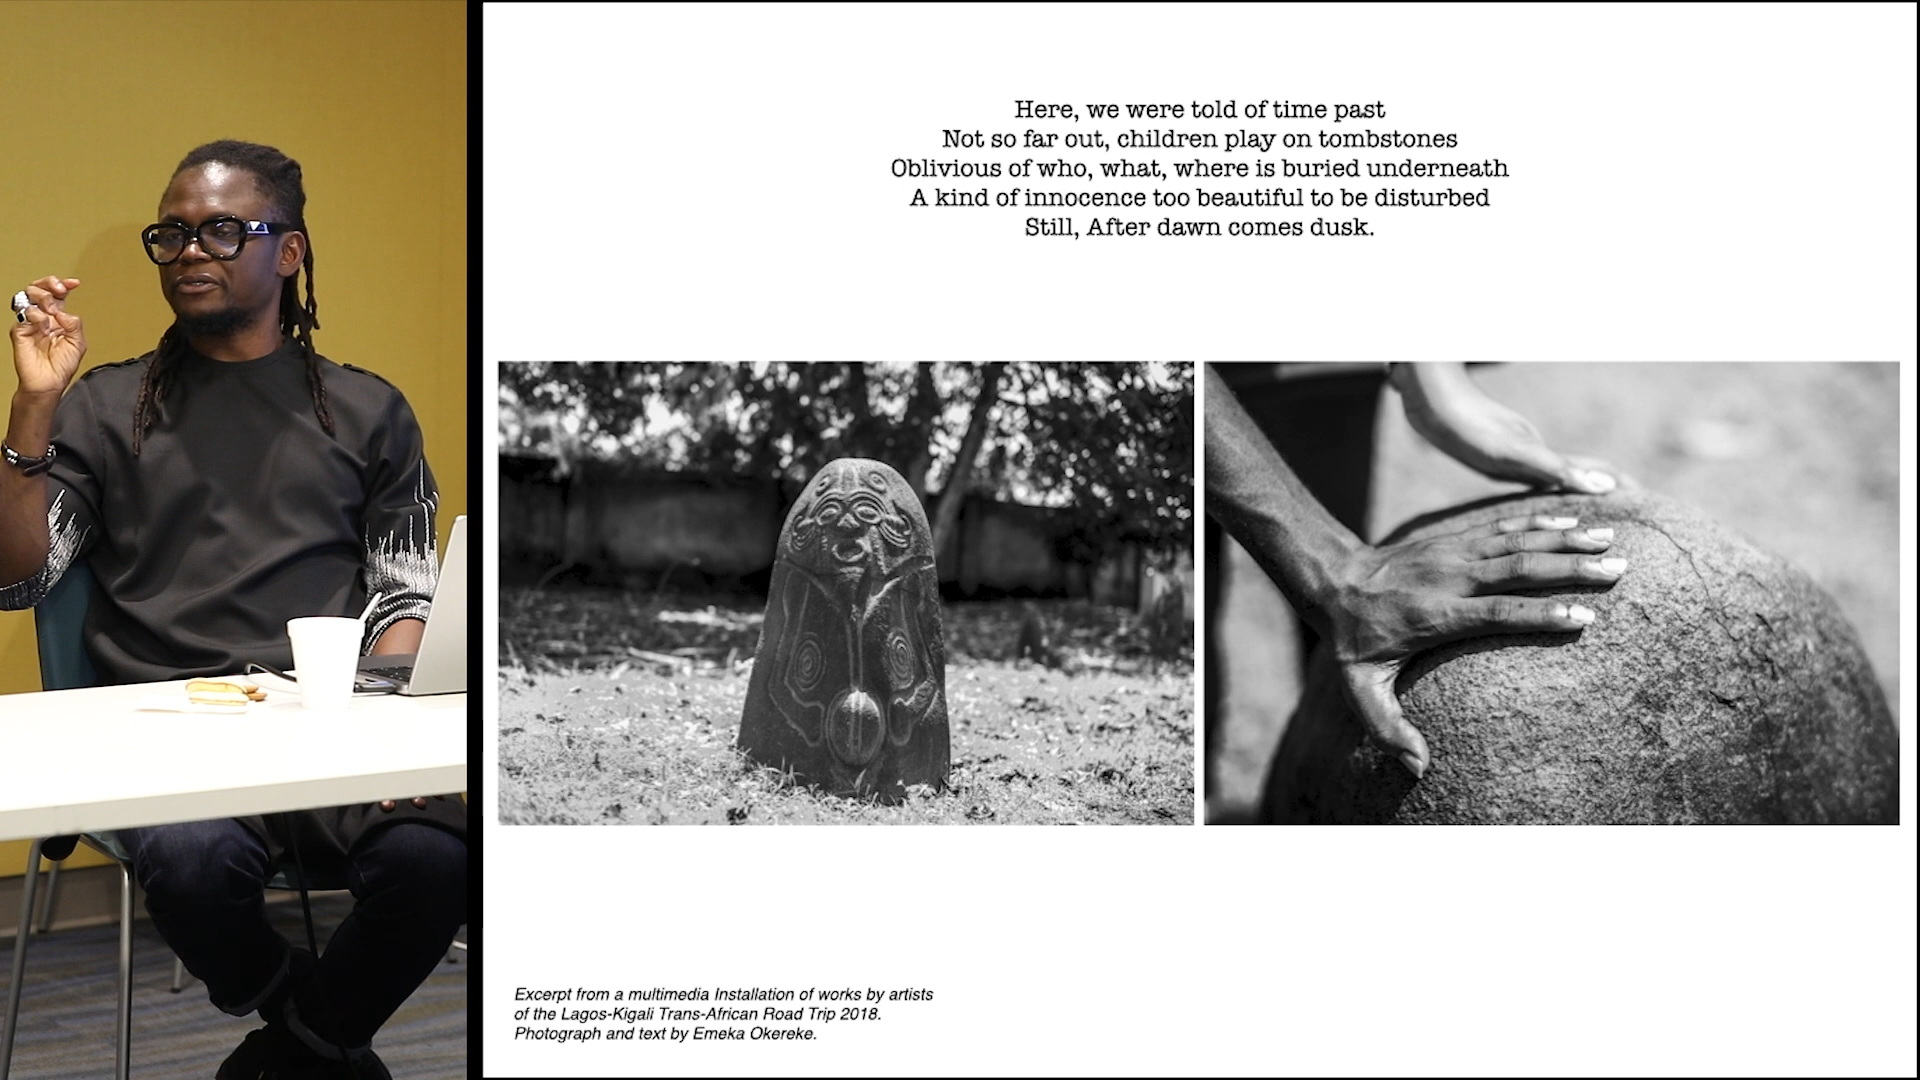 Here, we were told of time past
Not so far out, children play on tombstones
Oblivious of who, what, where is buried underneath
A kind of innocence too beautiful to be disturbed
Still, After dawn comes dusk.
Excerpt from a multimedia Installation of works by artists
of the Lagos-Kigali Trans-African Road Trip 2018.
Photograph and text by Emeka Okereke.